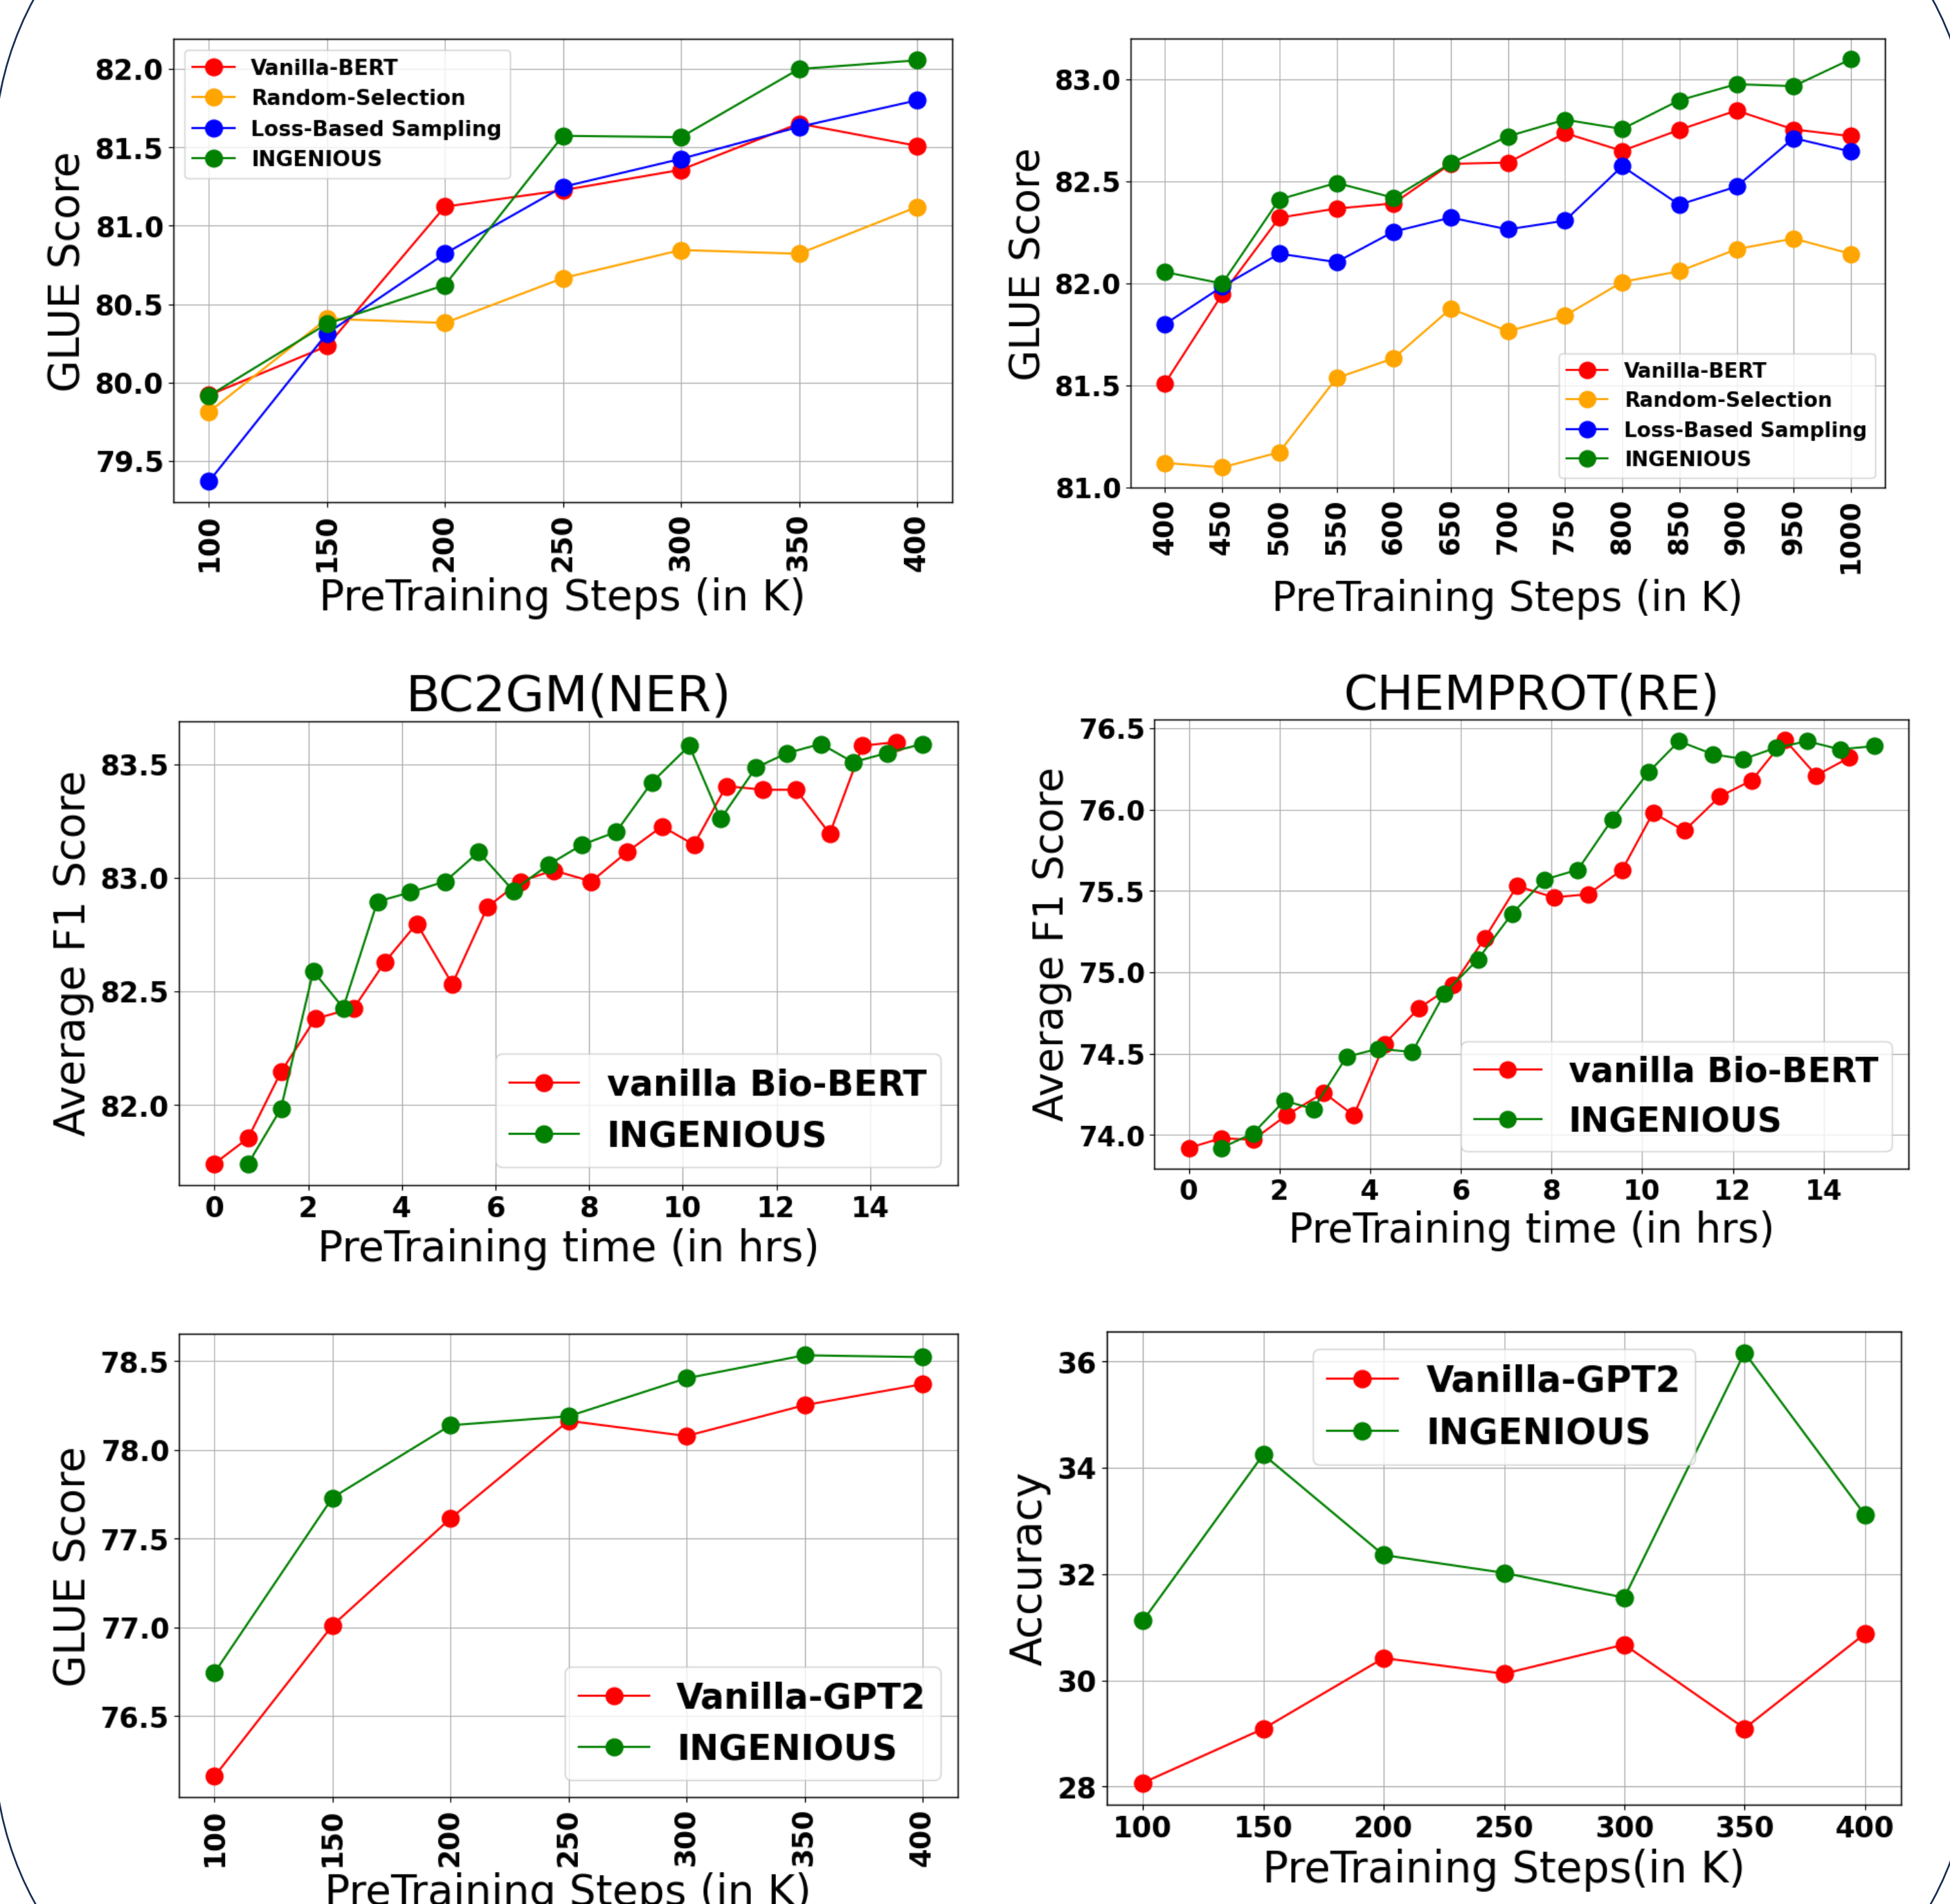 82.0
81.5
81.0
80.5
80.0
79.5
GLUE Score
Vanilla-BERT
Random-Selection
Loss-Based Sampling
INGENIOUS
100 150 200 250 300 350 400
PreTraining Steps (in K)
83.0
82.5
82.0
81.5
81.0
GLUE Score
Vanilla-BERT
Random-Selection
Loss-Based Sampling
INGENIOUS
400 450 500 550 600 650 700 750 800 850 900 950 1000
PreTraining Steps (in K)
BC2GM(NER)
83.5
83.0
82.5
82.0
Average F1 Score
vanilla Bio-BERT
INGENIOUS
0 2 4 6 8 10 12 14
PreTraining time (in hrs)
CHEMPROT(RE)
76.5
76.0
75.5
75.0
74.5
74.0
Average F1 Score
vanilla Bio-BERT
INGENIOUS
0 2 4 6 8 10 12 14
PreTraining time (in hrs)
78.5
78.0
77.5
77.0
76.5
GLUE Score
Vanilla-GPT2
INGENIOUS
100 150 200 250 300 350 400
PreTraining Steps (in K)
36
34
32
30
28
Accuracy
Vanilla-GPT2
INGENIOUS
100 150 200 250 300 350 400
PreTraining Steps(in K)